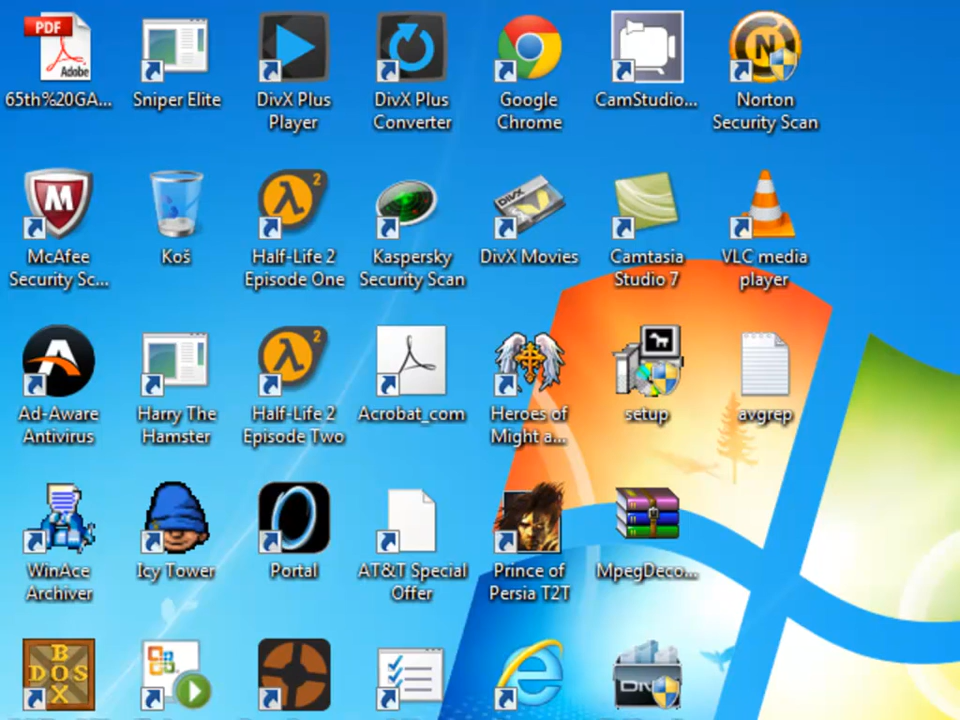 PDF
Adobe
65th%20GA...
Sniper Elite
DivX Plus
Player
DivX Plus
Converter
Google
Chrome
CamStudio...
N
Norton
Security Scan
M
McAfee
Security Sc...
Koš
2
Half-Life 2
Episode One
Kaspersky
Security Scan
DIVX
DivX Movies
Camtasia
Studio 7
VLC media
player
Ad-Aware
Antivirus
Harry The
Hamster
2
Half-Life 2
Episode Two
Acrobat_com
Heroes of
Might a...
setup
avgrep
WinAce
Archiver
Icy Tower
Portal
AT&T Special
Offer
Prince of
Persia T2T
MpegDeco...
DOS
BOX